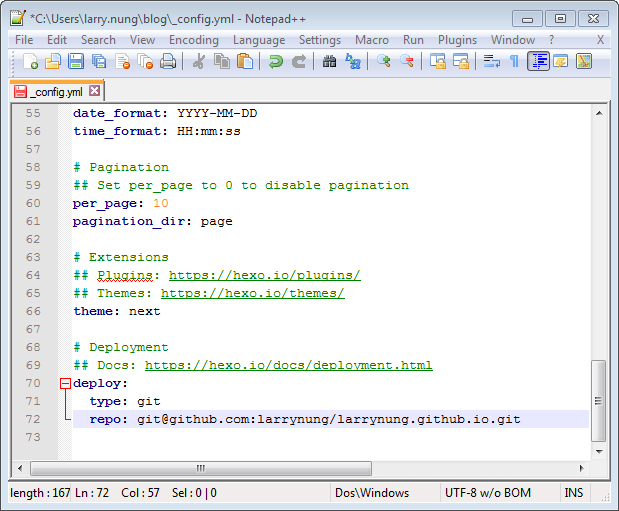 *C:\Users\larry.nung\blog\_config.yml - Notepad++
File Edit Search View Encoding Language Settings Macro Run Plugins Window ? X
_config.yml
55 date_format: YYYY-MM-DD
56 time_format: HH:mm:ss
57
58 # Pagination
59 ## Set per_page to 0 to disable pagination
60 per_page: 10
61 pagination_dir: page
62
63 # Extensions
64 ## Plugins: https://hexo.io/plugins/
65 ## Themes: https://hexo.io/themes/
66 theme: next
67
68 # Deployment
69 ## Docs: https://hexo.io/docs/deployment.html
70 deploy:
71 type: git
72 repo: git@github.com:larrynung/larrynung.github.io.git
73
length : 167 Ln : 72 Col : 57 Sel : 0 | 0 Dos\Windows UTF-8 w/o BOM INS